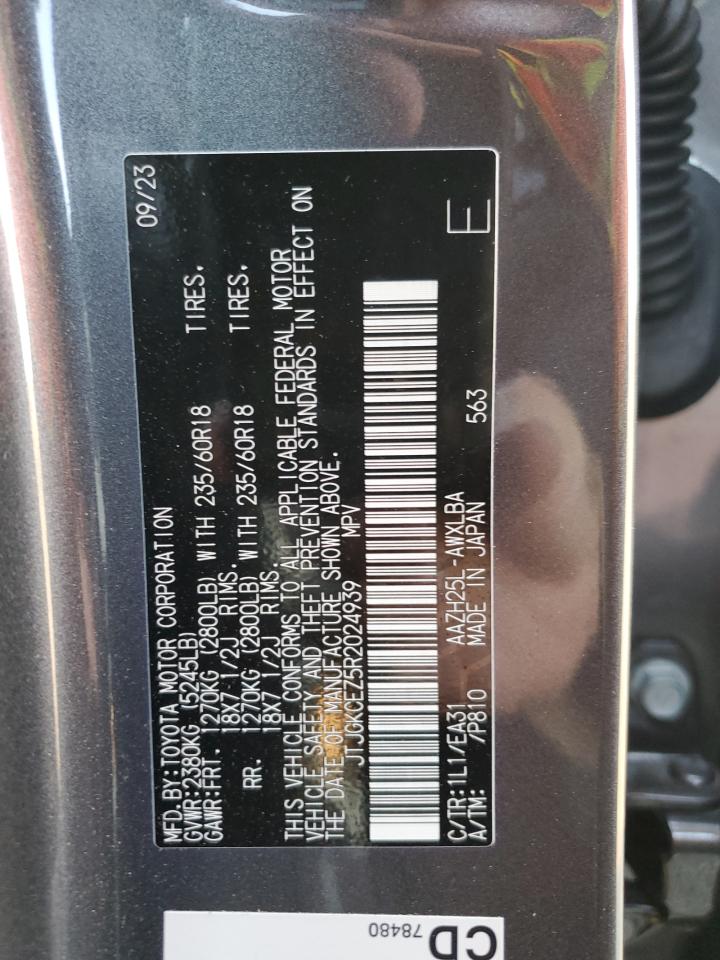 MFD.BY:TOYOTA MOTOR CORPORATION 09/23
GVWR:2380KG (5245LB)
GAWR:FRT. 1270KG (2800LB) WITH 235/60R18 TIRES.
18X7 1/2J RIMS.
RR. 1270KG (2800LB) WITH 235/60R18 TIRES.
18X7 1/2J RIMS.
THIS VEHICLE CONFORMS TO ALL APPLICABLE FEDERAL MOTOR
VEHICLE SAFETY AND THEFT PREVENTION STANDARDS IN EFFECT ON
THE DATE OF MANUFACTURE SHOWN ABOVE.
JTJGKCEZ5R2024939 MPV
C/TR:1L1/EA31 AAZH25L-AWXLBA
A/TM: /P810 MADE IN JAPAN 563 E
CD
78480